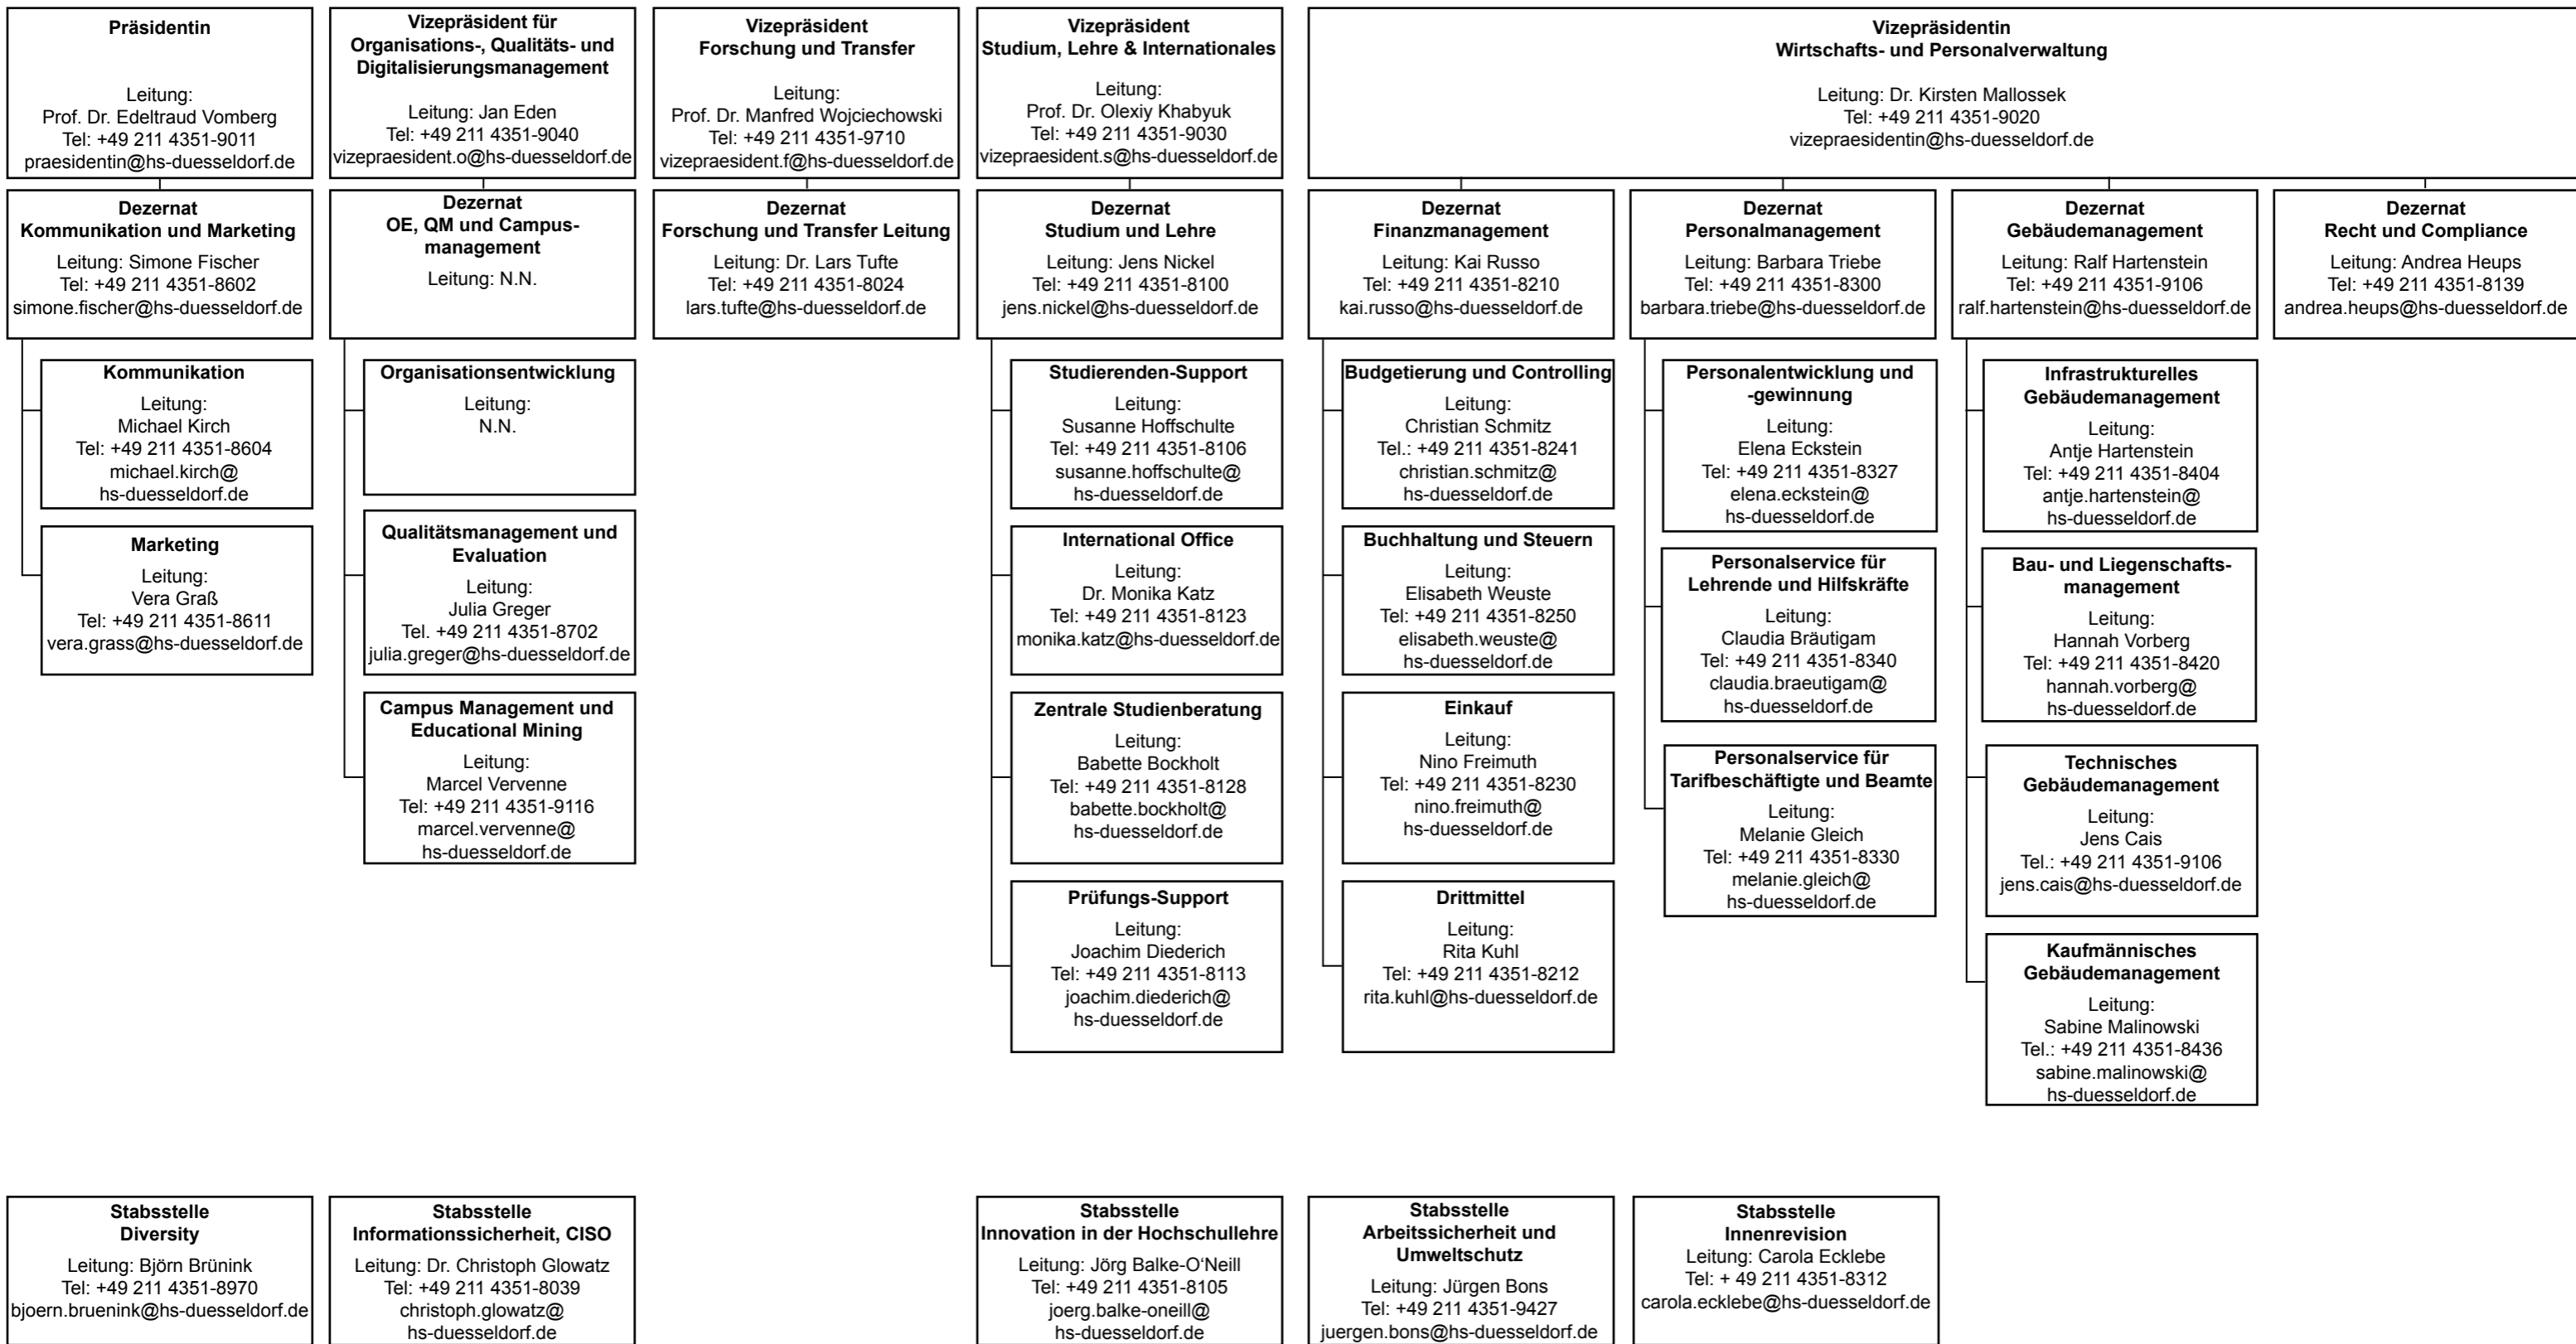 Präsidentin
Leitung:
Prof. Dr. Edeltraud Vomberg
Tel: +49 211 4351-9011
praesidentin@hs-duesseldorf.de
Vizepräsident für
Organisations-, Qualitäts- und
Digitalisierungsmanagement
Leitung: Jan Eden
Tel: +49 211 4351-9040
vizepraesident.o@hs-duesseldorf.de
Vizepräsident
Forschung und Transfer
Leitung:
Prof. Dr. Manfred Wojciechowski
Tel: +49 211 4351-9710
vizepraesident.f@hs-duesseldorf.de
Vizepräsident
Studium, Lehre & Internationales
Leitung:
Prof. Dr. Olexiy Khabyuk
Tel: +49 211 4351-9030
vizepraesident.s@hs-duesseldorf.de
Vizepräsidentin
Wirtschafts- und Personalverwaltung
Leitung: Dr. Kirsten Mallossek
Tel: +49 211 4351-9020
vizepraesidentin@hs-duesseldorf.de
Dezernat
Kommunikation und Marketing
Leitung: Simone Fischer
Tel: +49 211 4351-8602
simone.fischer@hs-duesseldorf.de
Dezernat
OE, QM und Campus-
management
Leitung: N.N.
Dezernat
Forschung und Transfer Leitung
Leitung: Dr. Lars Tufte
Tel: +49 211 4351-8024
lars.tufte@hs-duesseldorf.de
Dezernat
Studium und Lehre
Leitung: Jens Nickel
Tel: +49 211 4351-8100
jens.nickel@hs-duesseldorf.de
Dezernat
Finanzmanagement
Leitung: Kai Russo
Tel: +49 211 4351-8210
kai.russo@hs-duesseldorf.de
Dezernat
Personalmanagement
Leitung: Barbara Triebe
Tel: +49 211 4351-8300
barbara.triebe@hs-duesseldorf.de
Dezernat
Gebäudemanagement
Leitung: Ralf Hartenstein
Tel: +49 211 4351-9106
ralf.hartenstein@hs-duesseldorf.de
Dezernat
Recht und Compliance
Leitung: Andrea Heups
Tel: +49 211 4351-8139
andrea.heups@hs-duesseldorf.de
Kommunikation
Leitung:
Michael Kirch
Tel: +49 211 4351-8604
michael.kirch@
hs-duesseldorf.de
Marketing
Leitung:
Vera Graß
Tel: +49 211 4351-8611
vera.grass@hs-duesseldorf.de
Organisationsentwicklung
Leitung:
N.N.
Qualitätsmanagement und
Evaluation
Leitung:
Julia Greger
Tel. +49 211 4351-8702
julia.greger@hs-duesseldorf.de
Campus Management und
Educational Mining
Leitung:
Marcel Vervenne
Tel: +49 211 4351-9116
marcel.vervenne@
hs-duesseldorf.de
Studierenden-Support
Leitung:
Susanne Hoffschulte
Tel: +49 211 4351-8106
susanne.hoffschulte@
hs-duesseldorf.de
International Office
Leitung:
Dr. Monika Katz
Tel: +49 211 4351-8123
monika.katz@hs-duesseldorf.de
Zentrale Studienberatung
Leitung:
Babette Bockholt
Tel: +49 211 4351-8128
babette.bockholt@
hs-duesseldorf.de
Prüfungs-Support
Leitung:
Joachim Diederich
Tel: +49 211 4351-8113
joachim.diederich@
hs-duesseldorf.de
Budgetierung und Controlling
Leitung:
Christian Schmitz
Tel.: +49 211 4351-8241
christian.schmitz@
hs-duesseldorf.de
Buchhaltung und Steuern
Leitung:
Elisabeth Weuste
Tel: +49 211 4351-8250
elisabeth.weuste@
hs-duesseldorf.de
Einkauf
Leitung:
Nino Freimuth
Tel: +49 211 4351-8230
nino.freimuth@
hs-duesseldorf.de
Drittmittel
Leitung:
Rita Kuhl
Tel: +49 211 4351-8212
rita.kuhl@hs-duesseldorf.de
Personalentwicklung und
-gewinnung
Leitung:
Elena Eckstein
Tel: +49 211 4351-8327
elena.eckstein@
hs-duesseldorf.de
Personalservice für
Lehrende und Hilfskräfte
Leitung:
Claudia Bräutigam
Tel: +49 211 4351-8340
claudia.braeutigam@
hs-duesseldorf.de
Personalservice für
Tarifbeschäftigte und Beamte
Leitung:
Melanie Gleich
Tel: +49 211 4351-8330
melanie.gleich@
hs-duesseldorf.de
Infrastrukturelles
Gebäudemanagement
Leitung:
Antje Hartenstein
Tel: +49 211 4351-8404
antje.hartenstein@
hs-duesseldorf.de
Bau- und Liegenschafts-
management
Leitung:
Hannah Vorberg
Tel: +49 211 4351-8420
hannah.vorberg@
hs-duesseldorf.de
Technisches
Gebäudemanagement
Leitung:
Jens Cais
Tel.: +49 211 4351-9106
jens.cais@hs-duesseldorf.de
Kaufmännisches
Gebäudemanagement
Leitung:
Sabine Malinowski
Tel.: +49 211 4351-8436
sabine.malinowski@
hs-duesseldorf.de
Stabsstelle
Diversity
Leitung: Björn Brünink
Tel: +49 211 4351-8970
bjoern.bruenink@hs-duesseldorf.de
Stabsstelle
Informationssicherheit, CISO
Leitung: Dr. Christoph Glowatz
Tel: +49 211 4351-8039
christoph.glowatz@
hs-duesseldorf.de
Stabsstelle
Innovation in der Hochschullehre
Leitung: Jörg Balke-O‘Neill
Tel: +49 211 4351-8105
joerg.balke-oneill@
hs-duesseldorf.de
Stabsstelle
Arbeitssicherheit und
Umweltschutz
Leitung: Jürgen Bons
Tel: +49 211 4351-9427
juergen.bons@hs-duesseldorf.de
Stabsstelle
Innenrevision
Leitung: Carola Ecklebe
Tel: + 49 211 4351-8312
carola.ecklebe@hs-duesseldorf.de